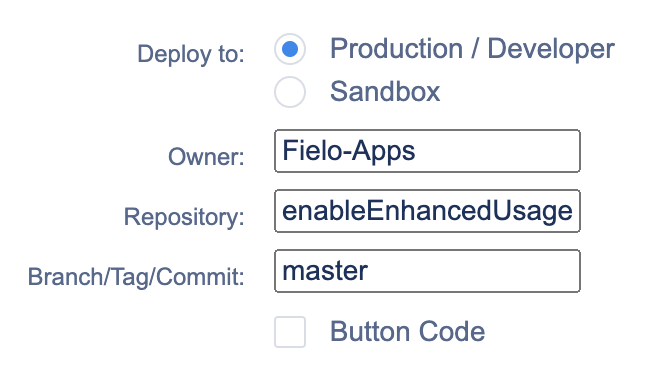 Deploy to: Production / Developer
Sandbox
Owner: Fielo-Apps
Repository: enableEnhancedUsage
Branch/Tag/Commit: master
Button Code